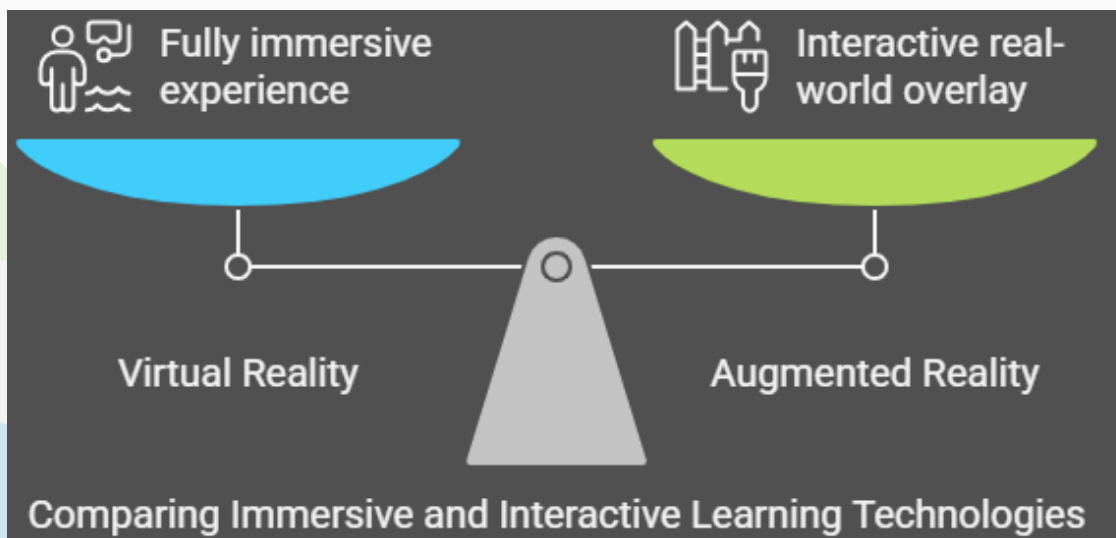 Fully immersive
experience
Interactive real-
world overlay
Virtual Reality
Augmented Reality
Comparing Immersive and Interactive Learning Technologies